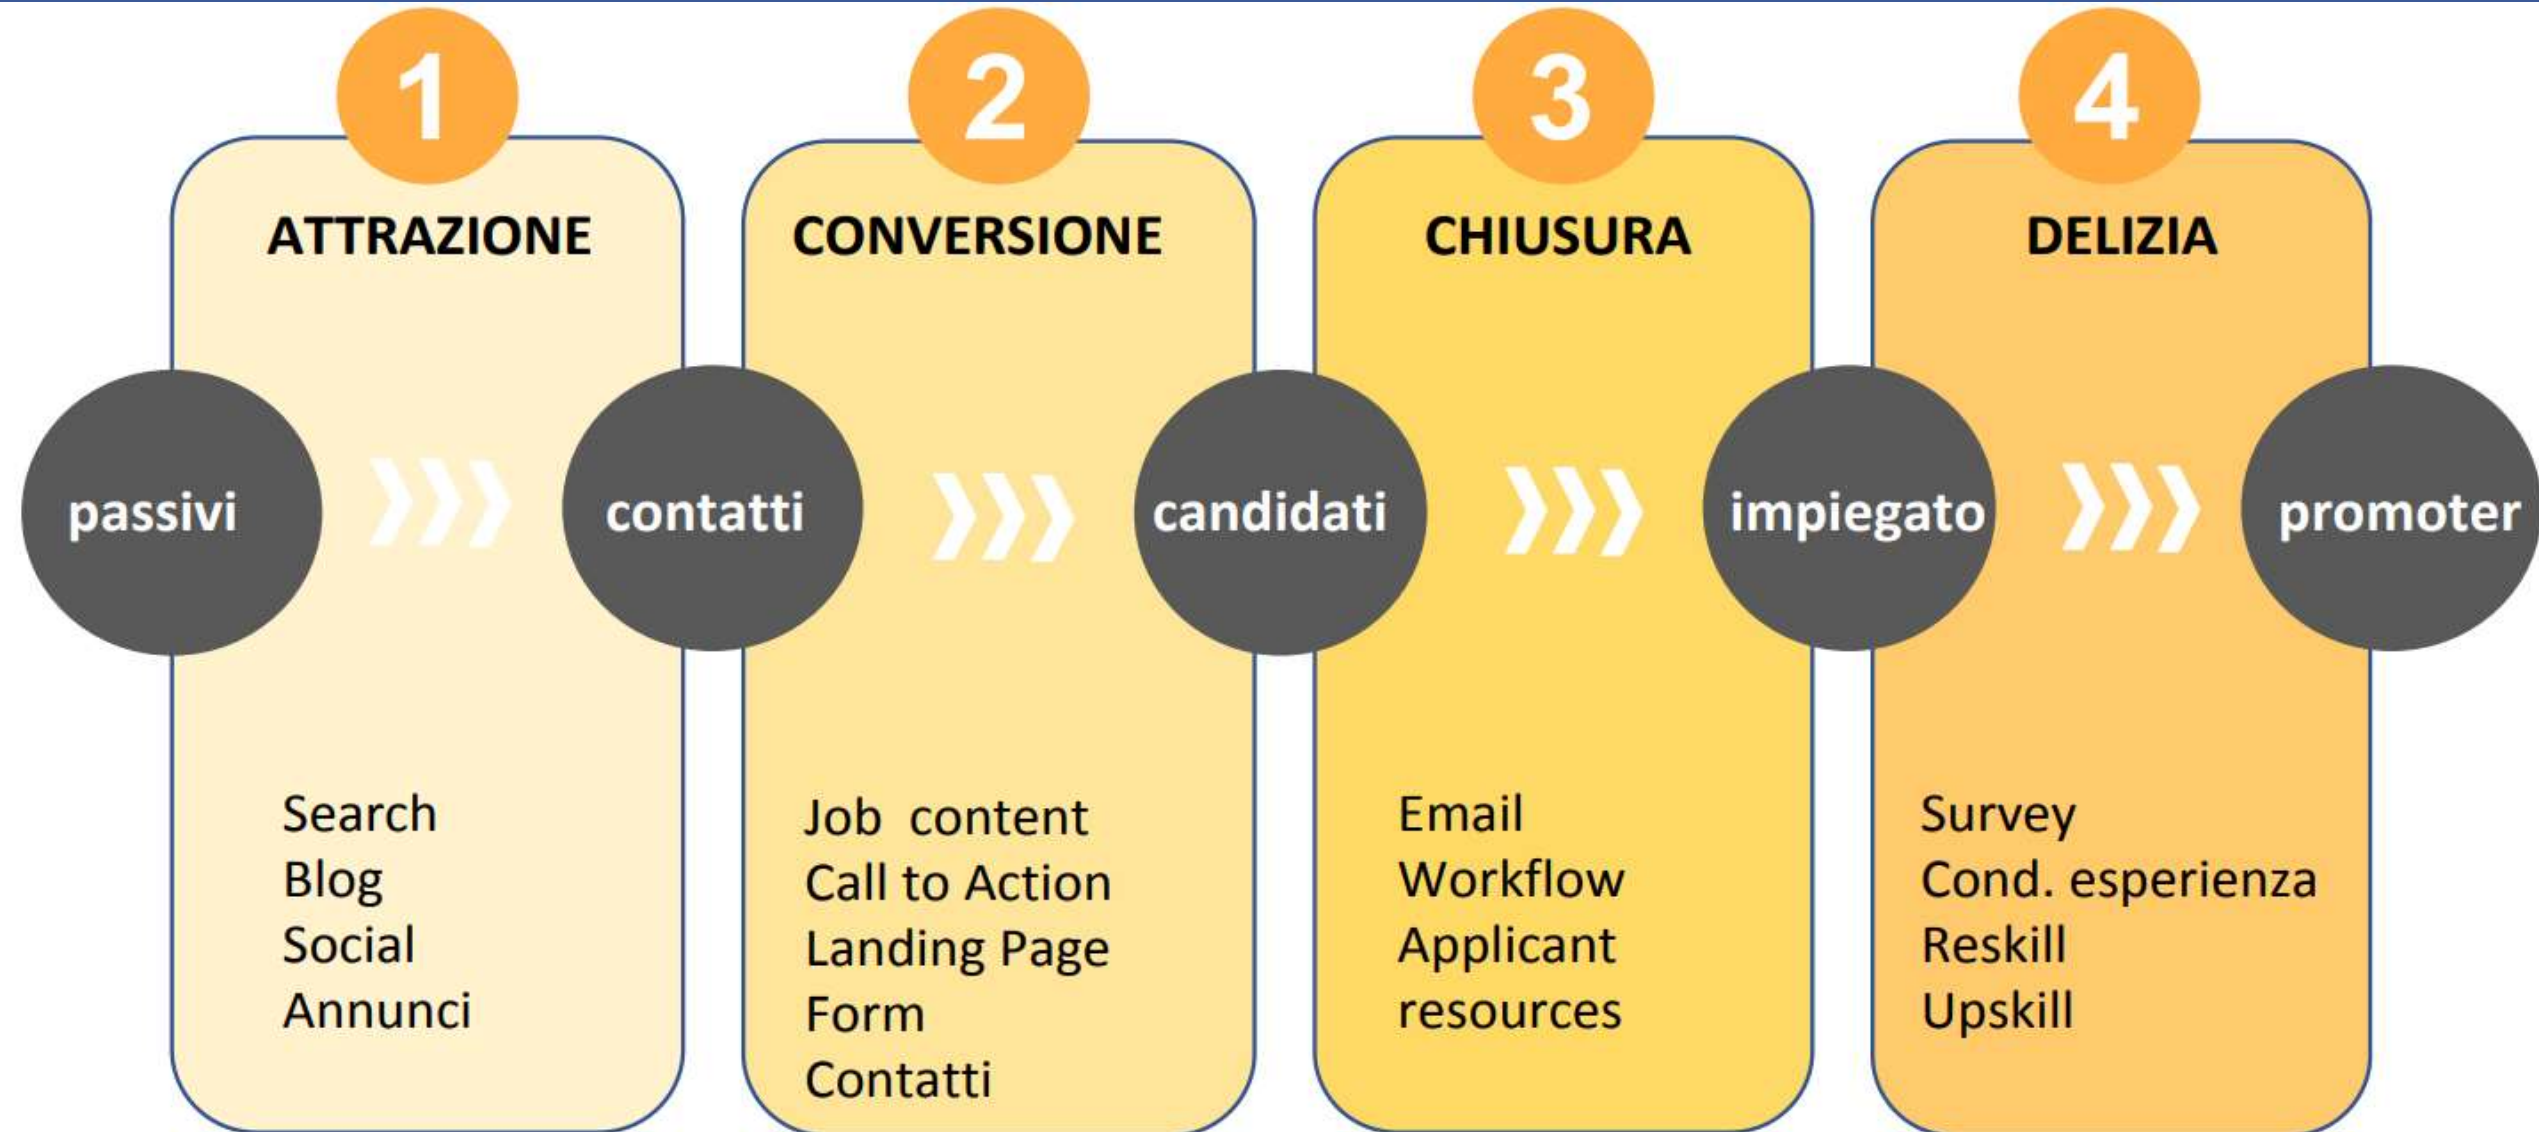 1
ATTRAZIONE
2
CONVERSIONE
3
CHIUSURA
4
DELIZIA
passivi
contatti
candidati
impiegato
promoter
Search
Blog
Social
Annunci
Job content
Call to Action
Landing Page
Form
Contatti
Email
Workflow
Applicant
resources
Survey
Cond. esperienza
Reskill
Upskill